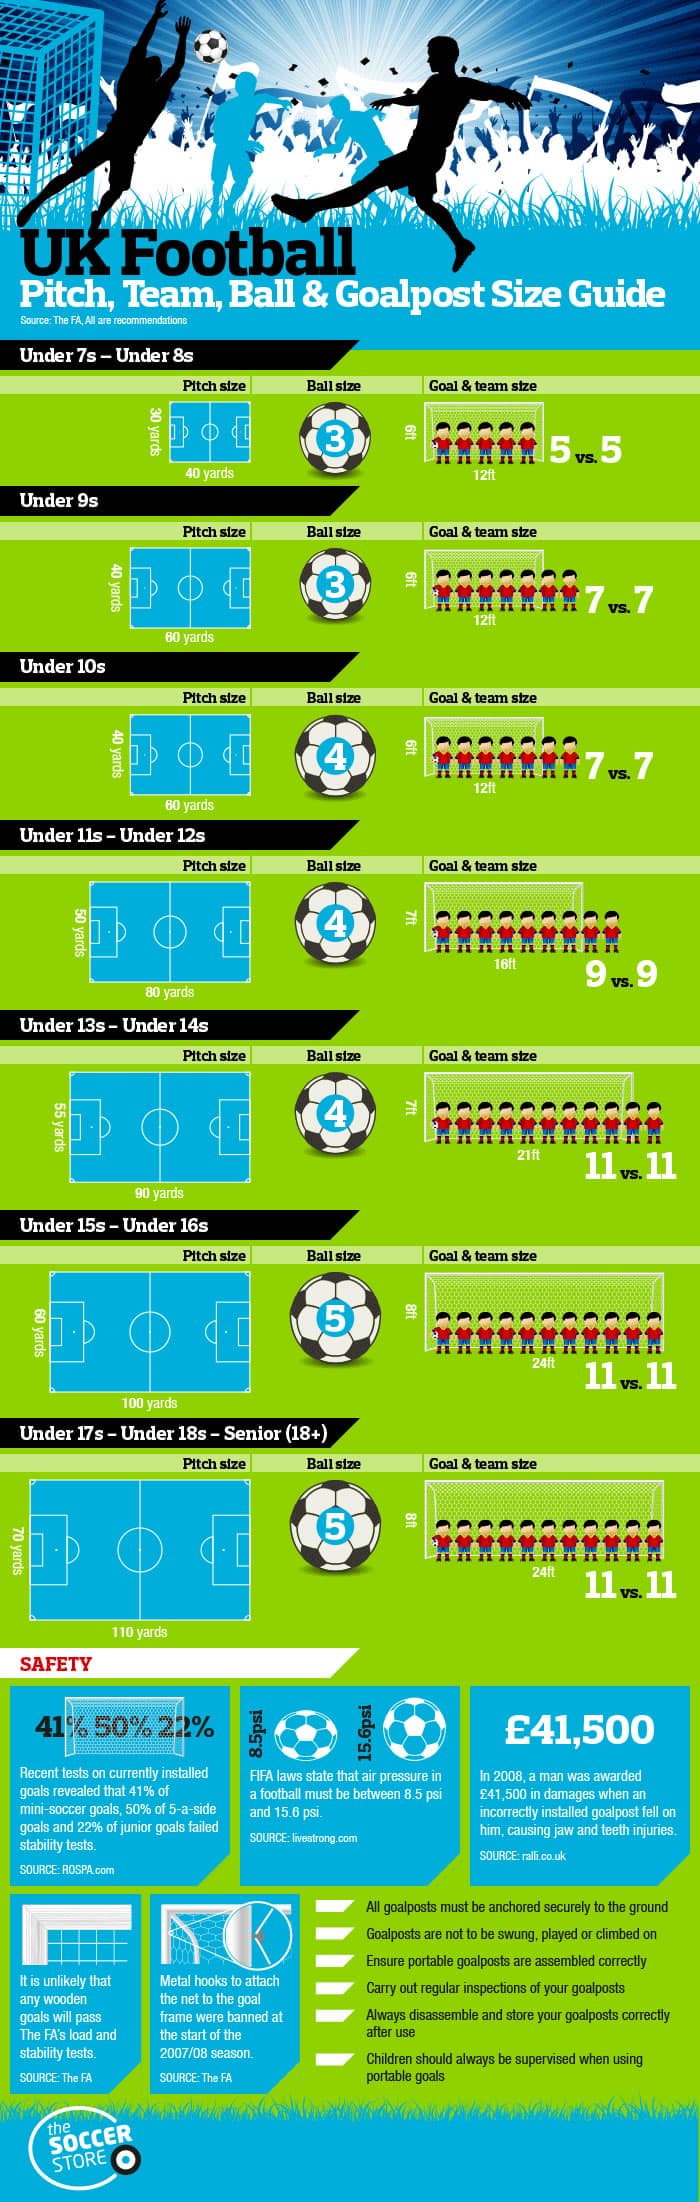 UK Football
Pitch, Team, Ball & Goalpost Size Guide
Source: The FA, All are recommendations
Under 7s – Under 8s
Pitch size
Ball size
Goal & team size
30 yards
40 yards
3
6ft
12ft
5 vs. 5
Under 9s
Pitch size
Ball size
Goal & team size
40 yards
60 yards
3
6ft
12ft
7 vs. 7
Under 10s
Pitch size
Ball size
Goal & team size
40 yards
60 yards
4
6ft
12ft
7 vs. 7
Under 11s – Under 12s
Pitch size
Ball size
Goal & team size
50 yards
80 yards
4
7ft
16ft
9 vs. 9
Under 13s – Under 14s
Pitch size
Ball size
Goal & team size
55 yards
90 yards
4
7ft
21ft
11 vs. 11
Under 15s – Under 16s
Pitch size
Ball size
Goal & team size
60 yards
100 yards
5
8ft
24ft
11 vs. 11
Under 17s – Under 18s – Senior (18+)
Pitch size
Ball size
Goal & team size
70 yards
110 yards
5
8ft
24ft
11 vs. 11
SAFETY
41% 50% 22%
Recent tests on currently installed
goals revealed that 41% of
mini-soccer goals, 50% of 5-a-side
goals and 22% of junior goals failed
stability tests.
SOURCE: ROSPA.com
8.5psi
15.6psi
FIFA laws state that air pressure in
a football must be between 8.5 psi
and 15.6 psi.
SOURCE: livestrong.com
£41,500
In 2008, a man was awarded
£41,500 in damages when an
incorrectly installed goalpost fell on
him, causing jaw and teeth injuries.
SOURCE: ralli.co.uk
It is unlikely that
any wooden
goals will pass
The FA's load and
stability tests.
SOURCE: The FA
Metal hooks to attach
the net to the goal
frame were banned at
the start of the
2007/08 season.
SOURCE: The FA
All goalposts must be anchored securely to the ground
Goalposts are not to be swung, played or climbed on
Ensure portable goalposts are assembled correctly
Carry out regular inspections of your goalposts
Always disassemble and store your goalposts correctly
after use
Children should always be supervised when using
portable goals
the
SOCCER
STORE